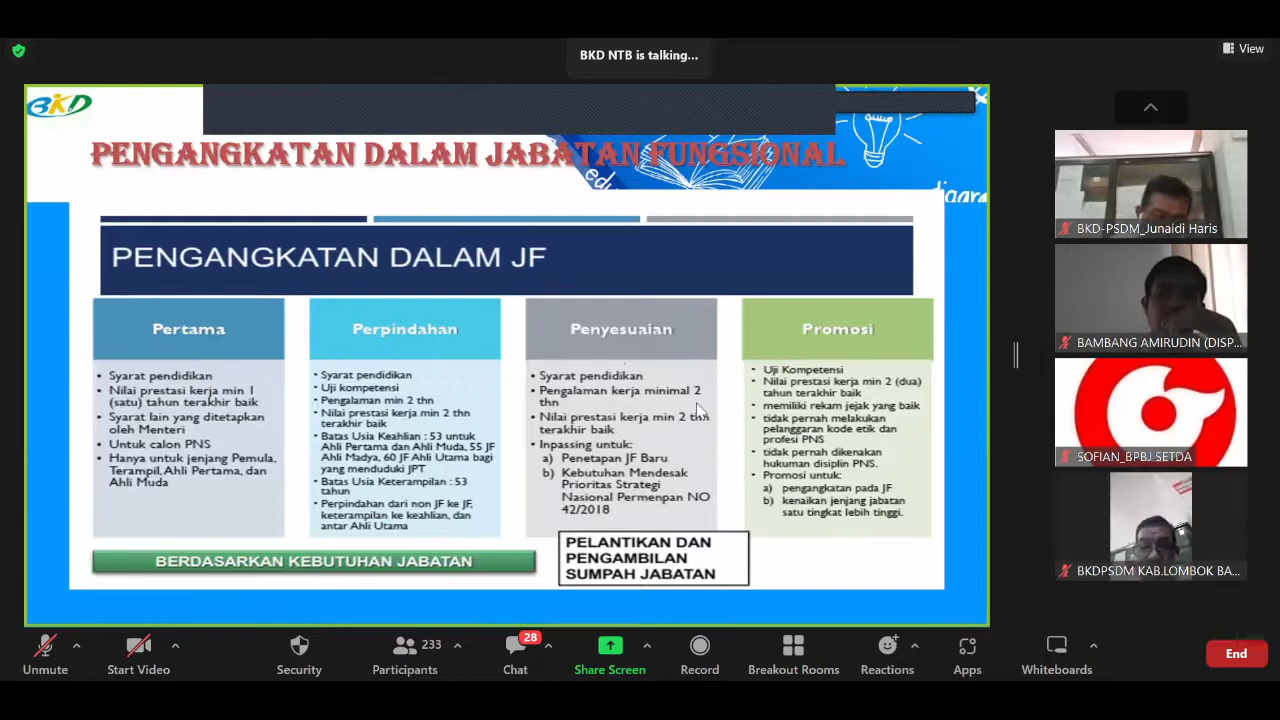 BKD NTB is talking...
View
BKD
PENGANGKATAN DALAM JABATAN FUNGSIONAL
edu
diagra
PENGANGKATAN DALAM JF
Pertama
• Syarat pendidikan
• Nilai prestasi kerja min 1
(satu) tahun terakhir baik
• Syarat lain yang ditetapkan
oleh Menteri
• Untuk calon PNS
• Hanya untuk jenjang Pemula,
Terampil, Ahli Pertama, dan
Ahli Muda
Perpindahan
• Syarat pendidikan
• Uji kompetensi
• Pengalaman min 2 thn
• Nilai prestasi kerja min 2 thn
terakhir baik
• Batas Usia Keahlian : 53 untuk
Ahli Pertama dan Ahli Muda, 55 JF
Ahli Madya, 60 JF Ahli Utama bagi
yang menduduki JPT
• Batas Usia Keterampilan : 53
tahun
• Perpindahan dari non JF ke JF,
keterampilan ke keahlian, dan
antar Ahli Utama
Penyesuaian
• Syarat pendidikan
• Pengalaman kerja minimal 2
thn
• Nilai prestasi kerja min 2 thn
terakhir baik
• Inpassing untuk:
a) Penetapan JF Baru
b) Kebutuhan Mendesak
Prioritas Strategi
Nasional Permenpan NO
42/2018
Promosi
• Uji Kompetensi
• Nilai prestasi kerja min 2 (dua)
tahun terakhir baik
• memiliki rekam jejak yang baik
• tidak pernah melakukan
pelanggaran kode etik dan
profesi PNS
• tidak pernah dikenakan
hukuman disiplin PNS.
• Promosi untuk:
a) pengangkatan pada JF
b) kenaikan jenjang jabatan
satu tingkat lebih tinggi.
BERDASARKAN KEBUTUHAN JABATAN
PELANTIKAN DAN
PENGAMBILAN
SUMPAH JABATAN
BKD-PSDM_Junaidi Haris
BAMBANG AMIRUDIN (DISP...
SOFIAN_BPBJ SETDA
BKDPSDM KAB.LOMBOK BA...
Unmute
Start Video
Security
233
Participants
28
Chat
Share Screen
Record
Breakout Rooms
Reactions
Apps
Whiteboards
End